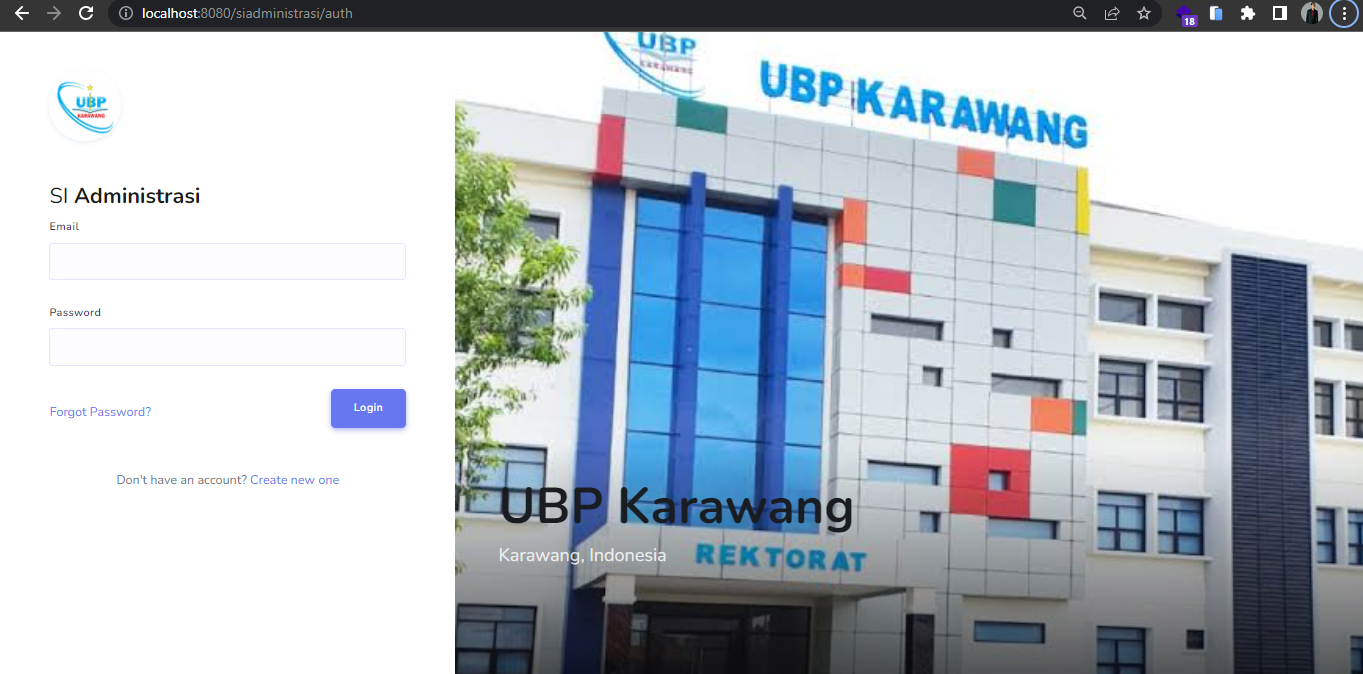 localhost:8080/siadministrasi/auth
18
UBP
KARAWANG
SI Administrasi
Email
Password
Forgot Password?
Login
Don't have an account? Create new one
UBP
KARAWANG
UBP KARAWANG
UBP Karawang
Karawang, Indonesia
REKTORAT